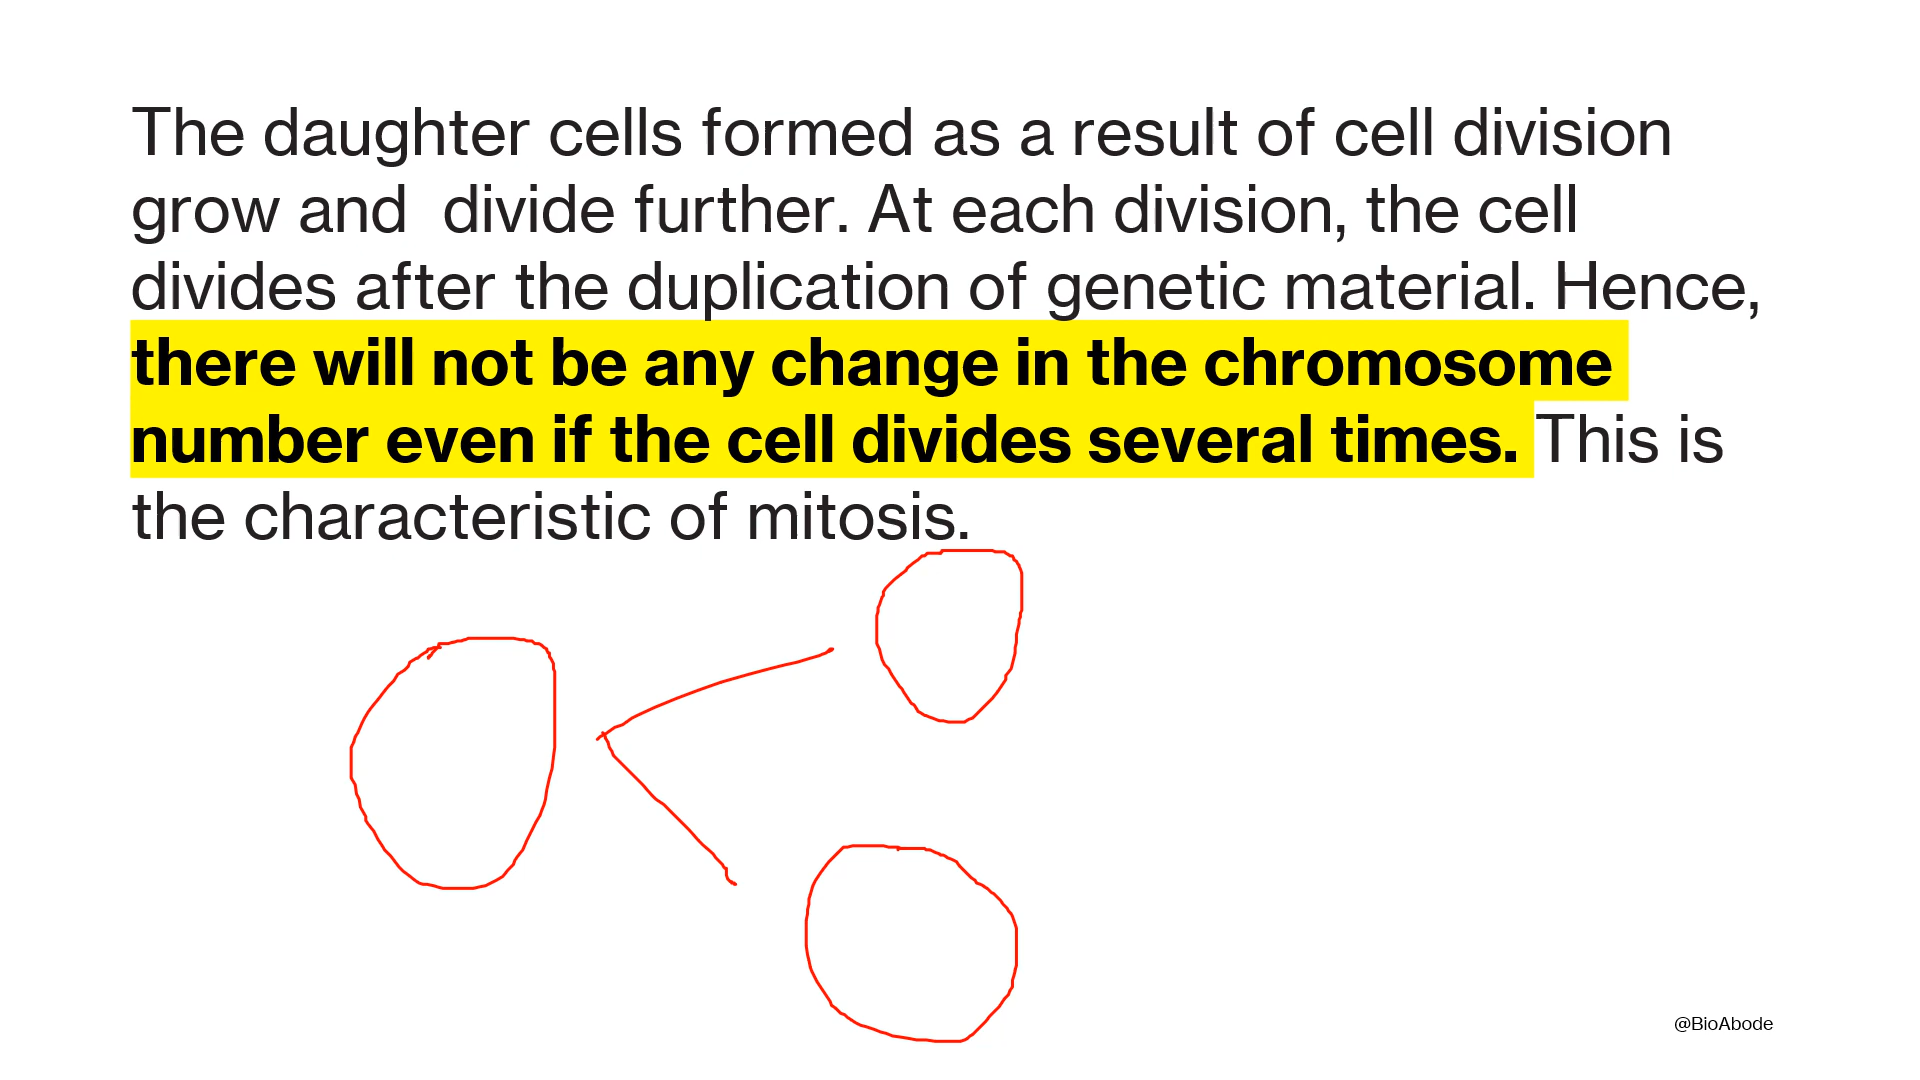 The daughter cells formed as a result of cell division
grow and  divide further. At each division, the cell
divides after the duplication of genetic material. Hence,
there will not be any change in the chromosome
number even if the cell divides several times. This is
the characteristic of mitosis.
@BioAbode